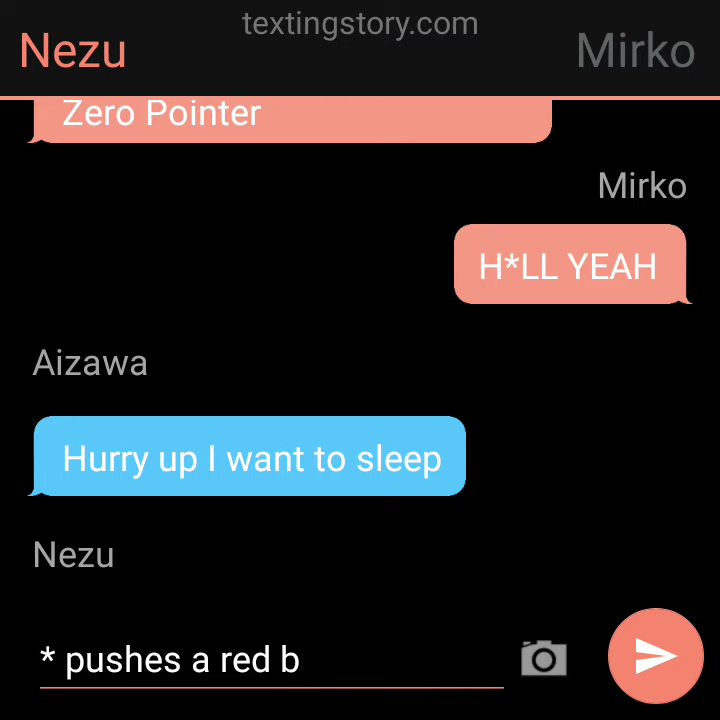 textingstory.com
Nezu
Mirko
Zero Pointer
Mirko
H*LL YEAH
Aizawa
Hurry up I want to sleep
Nezu
* pushes a red b